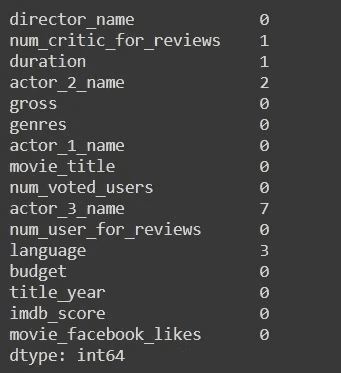 director_name 0
num_critic_for_reviews 1
duration 1
actor_2_name 2
gross 0
genres 0
actor_1_name 0
movie_title 0
num_voted_users 0
actor_3_name 7
num_user_for_reviews 0
language 3
budget 0
title_year 0
imdb_score 0
movie_facebook_likes 0
dtype: int64